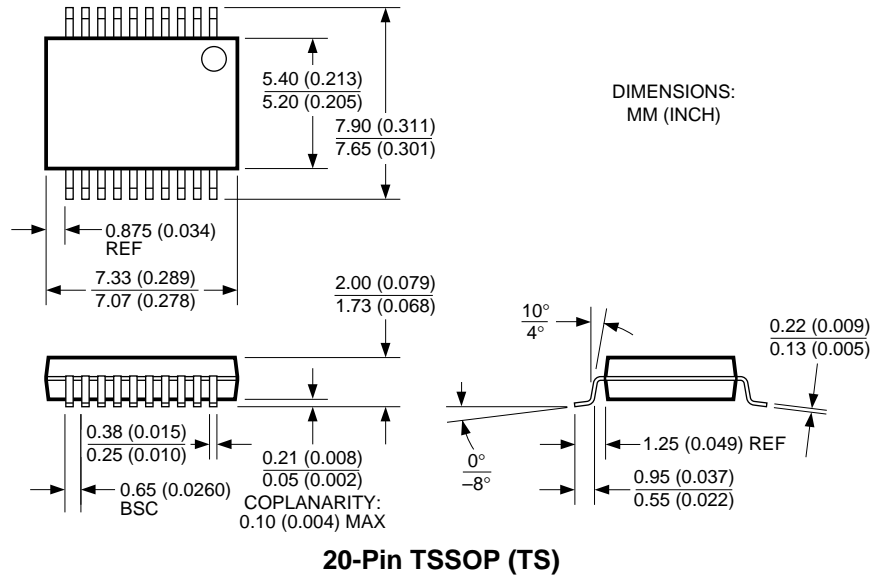 5.40 (0.213)
5.20 (0.205)
7.90 (0.311)
7.65 (0.301)
DIMENSIONS:
MM (INCH)
0.875 (0.034)
REF
7.33 (0.289)
7.07 (0.278)
2.00 (0.079)
1.73 (0.068)
10°
4°
0.22 (0.009)
0.13 (0.005)
0.38 (0.015)
0.25 (0.010)
0.65 (0.0260)
BSC
0.21 (0.008)
0.05 (0.002)
COPLANARITY:
0.10 (0.004) MAX
0°
–8°
1.25 (0.049) REF
0.95 (0.037)
0.55 (0.022)
20-Pin TSSOP (TS)